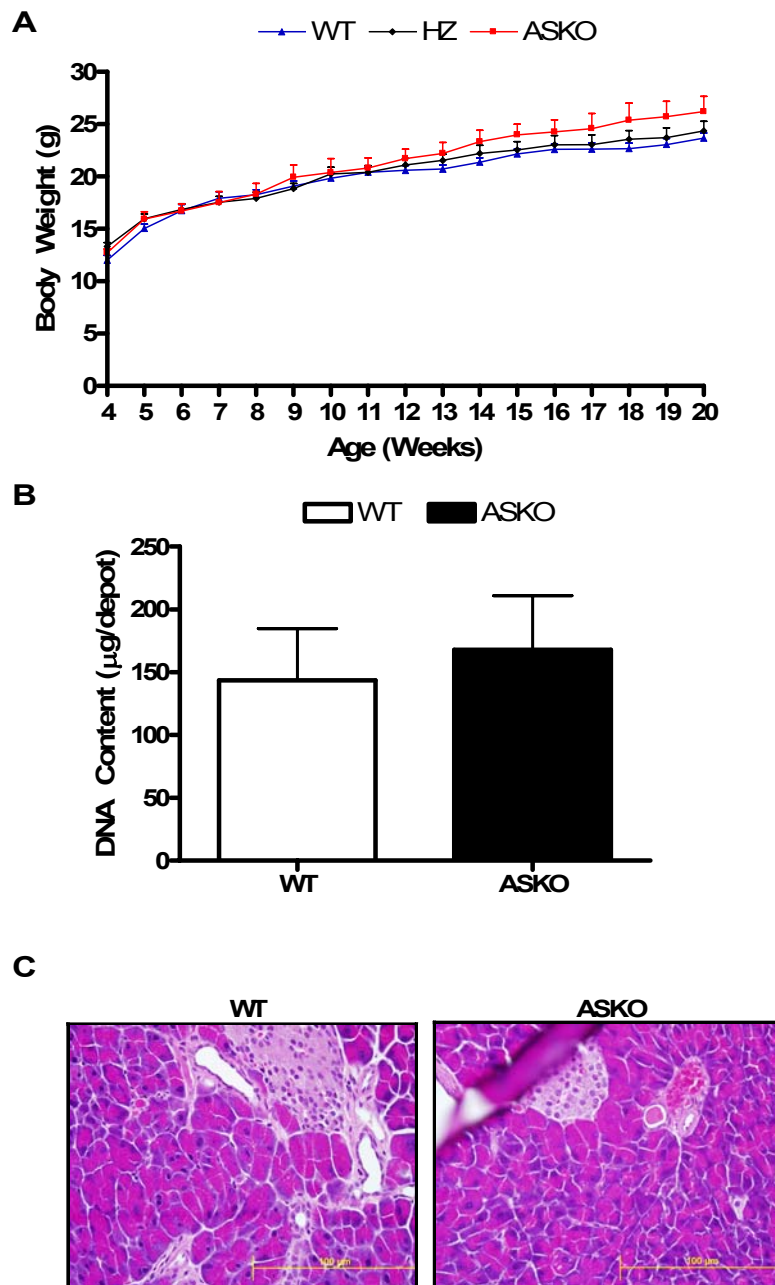 A
WT HZ ASKO
30
25
20
15
10
5
0
Body Weight (g)
4 5 6 7 8 9 10 11 12 13 14 15 16 17 18 19 20
Age (Weeks)
B
WT ASKO
250
200
150
100
50
0
DNA Content (μg/depot)
WT ASKO
C
WT ASKO
100 μm 100 μm